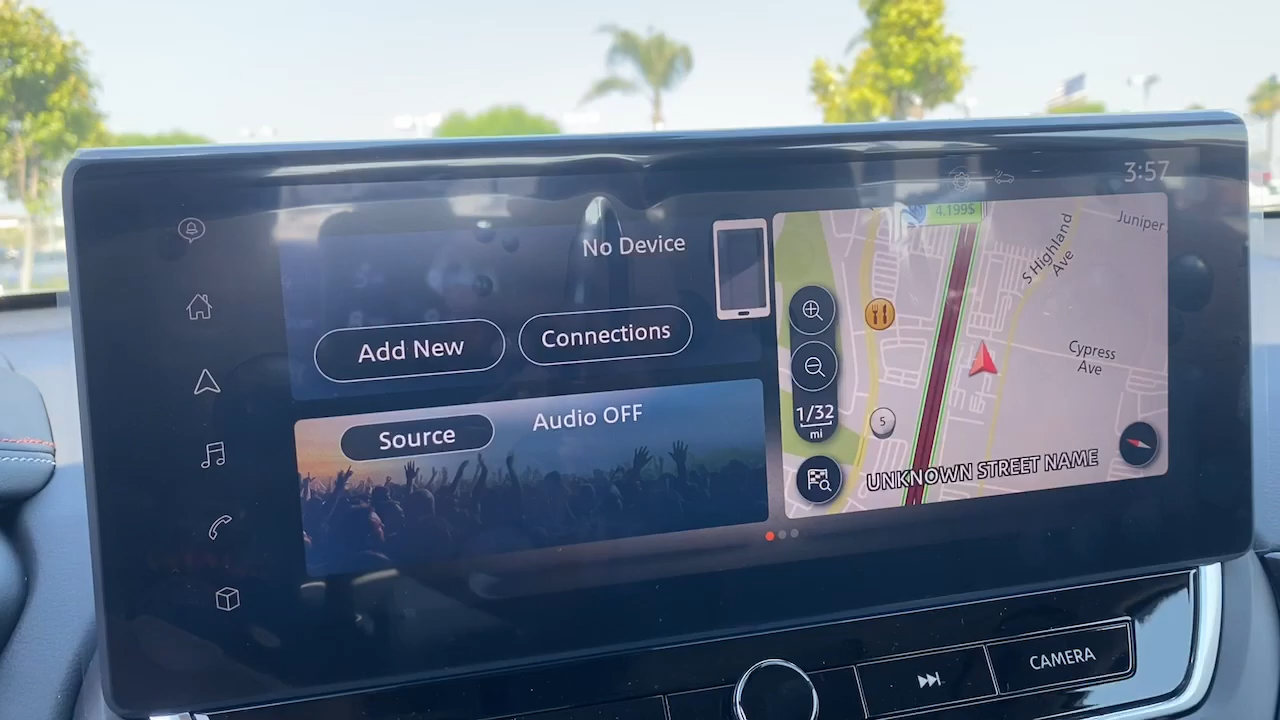 3:57
No Device
Add New
Connections
Source
Audio OFF
4.199$
Juniper
S Highland
Ave
Cypress
Ave
1/32
mi
5
UNKNOWN STREET NAME
CAMERA